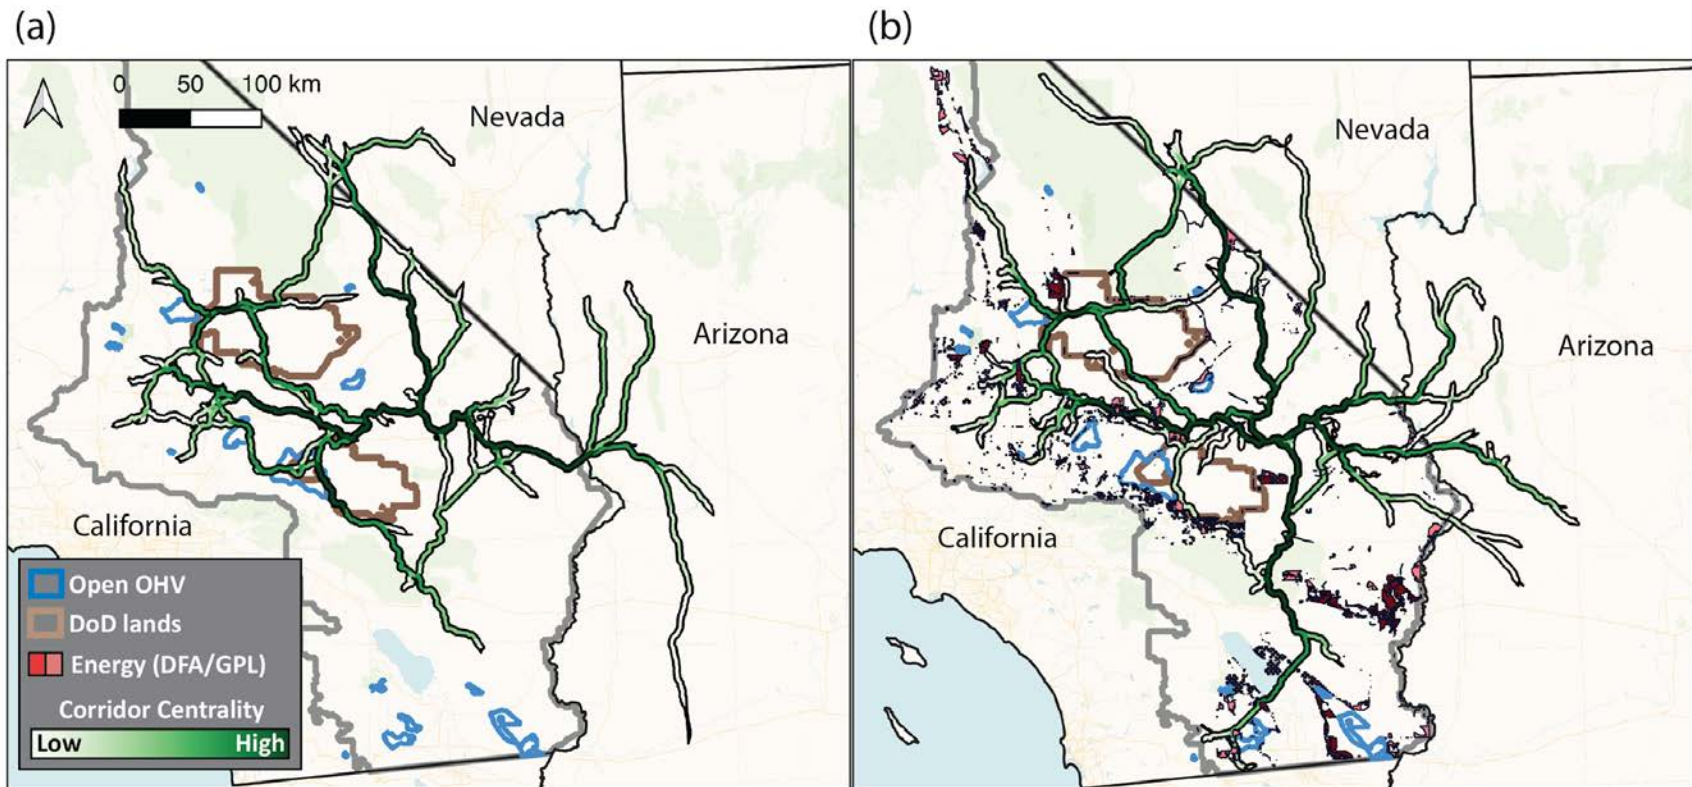 (a)
(b)
0 50 100 km
Nevada
Arizona
California
Open OHV
DoD lands
Energy (DFA/GPL)
Corridor Centrality
Low High
Nevada
Arizona
California